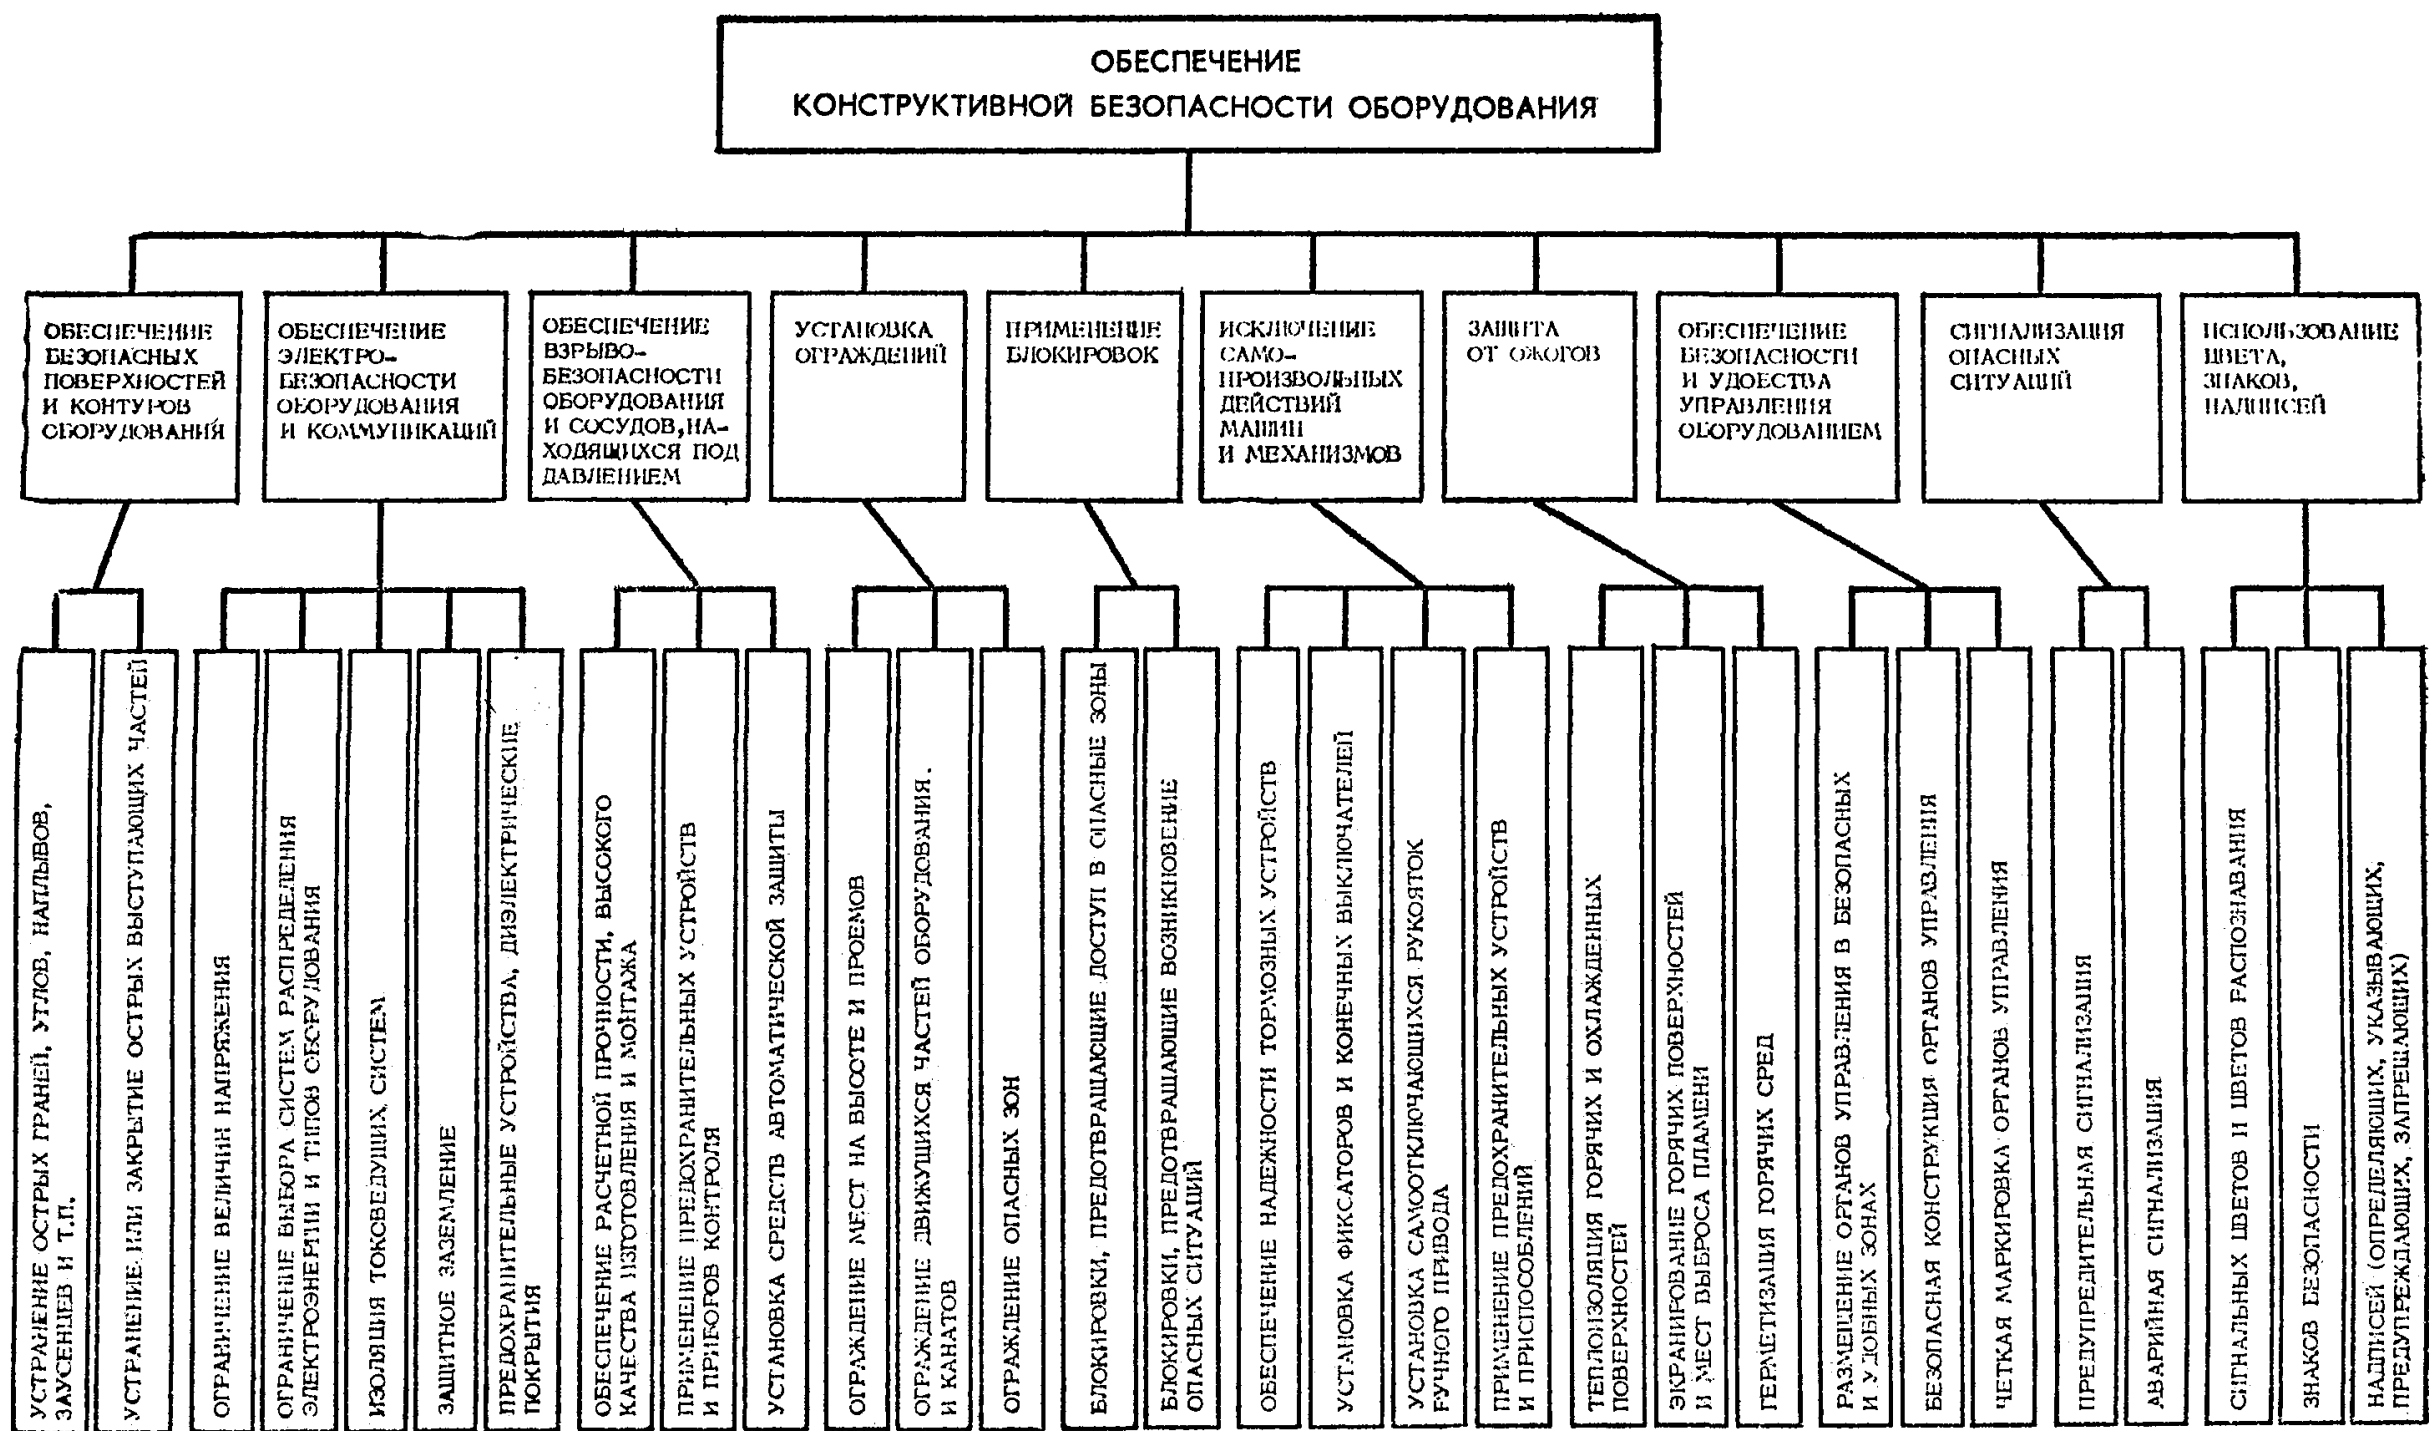 ОБЕСПЕЧЕНИЕ
КОНСТРУКТИВНОЙ БЕЗОПАСНОСТИ ОБОРУДОВАНИЯ
ОБЕСПЕЧЕНИЕ
БЕЗОПАСНЫХ
ПОВЕРХНОСТЕЙ
И КОНТУРОВ
ОБОРУДОВАНИЯ
ОБЕСПЕЧЕНИЕ
ЭЛЕКТРО-
БЕЗОПАСНОСТИ
ОБОРУДОВАНИЯ
И КОММУНИКАЦИЙ
ОБЕСПЕЧЕНИЕ
ВЗРЫВО-
БЕЗОПАСНОСТИ
ОБОРУДОВАНИЯ
И СОСУДОВ, НА-
ХОДЯЩИХСЯ ПОД
ДАВЛЕНИЕМ
УСТАНОВКА
ОГРАЖДЕНИЙ
ПРИМЕНЕНИЕ
БЛОКИРОВОК
ИСКЛЮЧЕНИЕ
САМО-
ПРОИЗВОЛЬНЫХ
ДЕЙСТВИЙ
МАШИН
И МЕХАНИЗМОВ
ЗАЩИТА
ОТ ОЖОГОВ
ОБЕСПЕЧЕНИЕ
БЕЗОПАСНОСТИ
И УДОБСТВА
УПРАВЛЕНИЯ
ОБОРУДОВАНИЕМ
СИГНАЛИЗАЦИЯ
ОПАСНЫХ
СИТУАЦИЙ
ИСПОЛЬЗОВАНИЕ
ЦВЕТА,
ЗНАКОВ,
НАДПИСЕЙ
УСТРАНЕНИЕ ОСТРЫХ ГРАНЕЙ, УГЛОВ, НАПЛЫВОВ,
ЗАУСЕНЦЕВ И Т.П.
УСТРАНЕНИЕ ИЛИ ЗАКРЫТИЕ ОСТРЫХ ВЫСТУПАЮЩИХ ЧАСТЕЙ
ОГРАНИЧЕНИЕ ВЕЛИЧИН НАПРЯЖЕНИЯ
ОГРАНИЧЕНИЕ ВЫБОРА СИСТЕМ РАСПРЕДЕЛЕНИЯ
ЭЛЕКТРОЭНЕРГИИ И ТИПОВ ОБОРУДОВАНИЯ
ИЗОЛЯЦИЯ ТОКОВЕДУЩИХ СИСТЕМ
ЗАЩИТНОЕ ЗАЗЕМЛЕНИЕ
ПРЕДОХРАНИТЕЛЬНЫЕ УСТРОЙСТВА, ДИЭЛЕКТРИЧЕСКИЕ
ПОКРЫТИЯ
ОБЕСПЕЧЕНИЕ РАСЧЕТНОЙ ПРОЧНОСТИ, ВЫСОКОГО
КАЧЕСТВА ИЗГОТОВЛЕНИЯ И МОНТАЖА
ПРИМЕНЕНИЕ ПРЕДОХРАНИТЕЛЬНЫХ УСТРОЙСТВ
И ПРИБОРОВ КОНТРОЛЯ
УСТАНОВКА СРЕДСТВ АВТОМАТИЧЕСКОЙ ЗАЩИТЫ
ОГРАЖДЕНИЕ МЕСТ НА ВЫСОТЕ И ПРОЕМОВ
ОГРАЖДЕНИЕ ДВИЖУЩИХСЯ ЧАСТЕЙ ОБОРУДОВАНИЯ.
И КАНАТОВ
ОГРАЖДЕНИЕ ОПАСНЫХ ЗОН
БЛОКИРОВКИ, ПРЕДОТВРАЩАЮЩИЕ ДОСТУП В ОПАСНЫЕ ЗОНЫ
БЛОКИРОВКИ, ПРЕДОТВРАЩАЮЩИЕ ВОЗНИКНОВЕНИЕ
ОПАСНЫХ СИТУАЦИЙ
ОБЕСПЕЧЕНИЕ НАДЕЖНОСТИ ТОРМОЗНЫХ УСТРОЙСТВ
УСТАНОВКА ФИКСАТОРОВ И КОНЕЧНЫХ ВЫКЛЮЧАТЕЛЕЙ
УСТАНОВКА САМООТКЛЮЧАЮЩИХСЯ РУКОЯТОК
РУЧНОГО ПРИВОДА
ПРИМЕНЕНИЕ ПРЕДОХРАНИТЕЛЬНЫХ УСТРОЙСТВ
И ПРИСПОСОБЛЕНИЙ
ТЕПЛОИЗОЛЯЦИЯ ГОРЯЧИХ И ОХЛАЖДЕННЫХ
ПОВЕРХНОСТЕЙ
ЭКРАНИРОВАНИЕ ГОРЯЧИХ ПОВЕРХНОСТЕЙ
И МЕСТ ВЫБРОСА ПЛАМЕНИ
ГЕРМЕТИЗАЦИЯ ГОРЯЧИХ СРЕД
РАЗМЕЩЕНИЕ ОРГАНОВ УПРАВЛЕНИЯ В БЕЗОПАСНЫХ
И УДОБНЫХ ЗОНАХ
БЕЗОПАСНАЯ КОНСТРУКЦИЯ ОРГАНОВ УПРАВЛЕНИЯ
ЧЕТКАЯ МАРКИРОВКА ОРГАНОВ УПРАВЛЕНИЯ
ПРЕДУПРЕДИТЕЛЬНАЯ СИГНАЛИЗАЦИЯ
АВАРИЙНАЯ СИГНАЛИЗАЦИЯ
СИГНАЛЬНЫХ ЦВЕТОВ И ЦВЕТОВ РАСПОЗНАВАНИЯ
ЗНАКОВ БЕЗОПАСНОСТИ
НАДПИСЕЙ (ОПРЕДЕЛЯЮЩИХ, УКАЗЫВАЮЩИХ,
ПРЕДУПРЕЖДАЮЩИХ, ЗАПРЕЩАЮЩИХ)